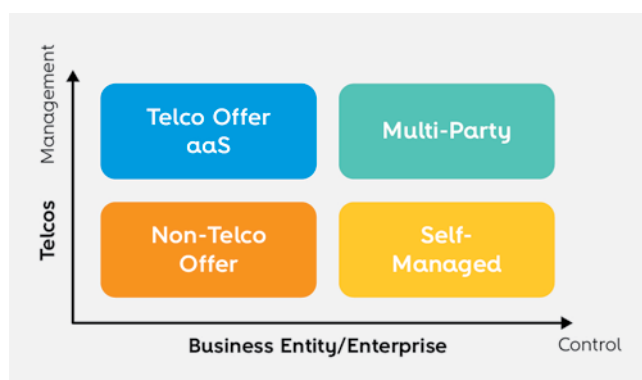 Management
Telcos
Telco Offer
aaS
Multi-Party
Non-Telco
Offer
Self-
Managed
Business Entity/Enterprise
Control